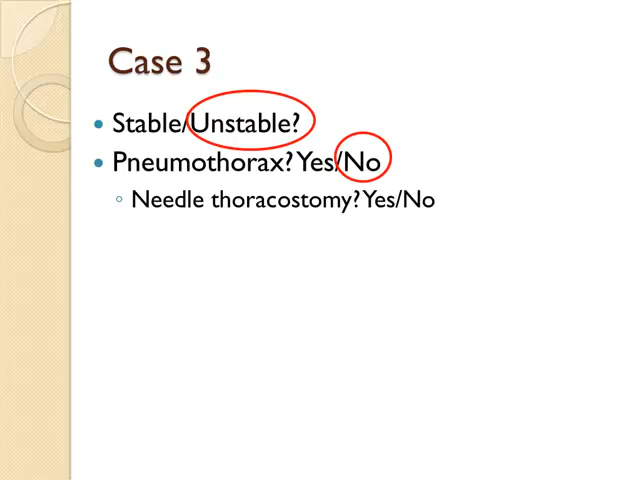 Case 3
Stable/Unstable?
Pneumothorax? Yes/No
Needle thoracostomy? Yes/No